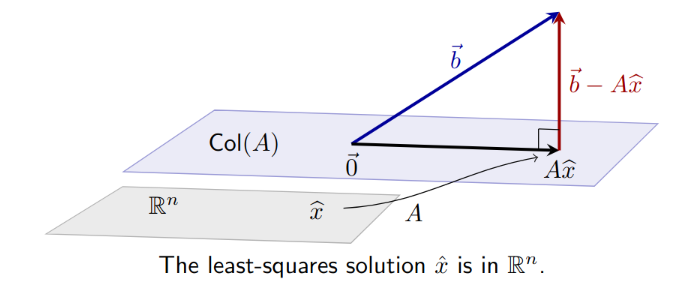 b⃗
b⃗ − Ax̂
Col(A)
0⃗
Ax̂
ℝⁿ
x̂
A
The least-squares solution x̂ is in ℝⁿ.